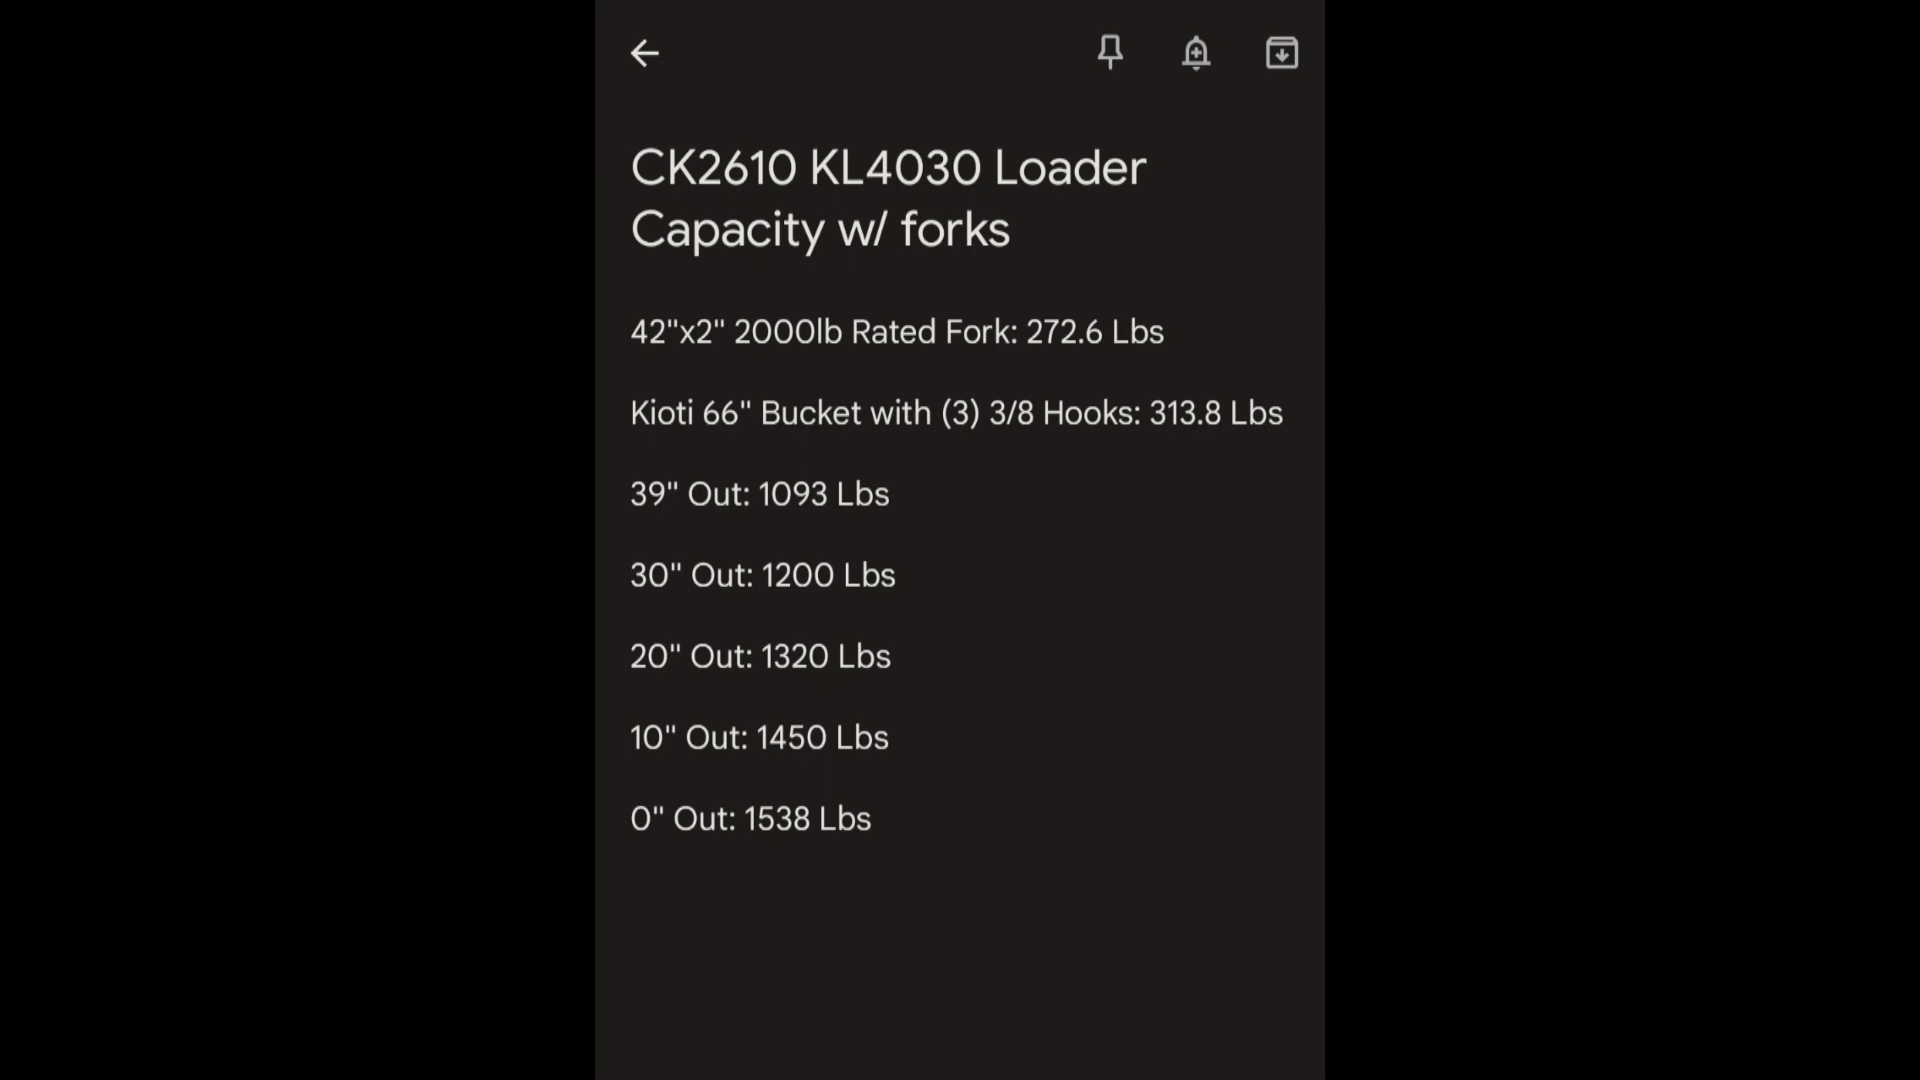 CK2610 KL4030 Loader
Capacity w/ forks
42"x2" 2000lb Rated Fork: 272.6 Lbs
Kioti 66" Bucket with (3) 3/8 Hooks: 313.8 Lbs
39" Out: 1093 Lbs
30" Out: 1200 Lbs
20" Out: 1320 Lbs
10" Out: 1450 Lbs
0" Out: 1538 Lbs